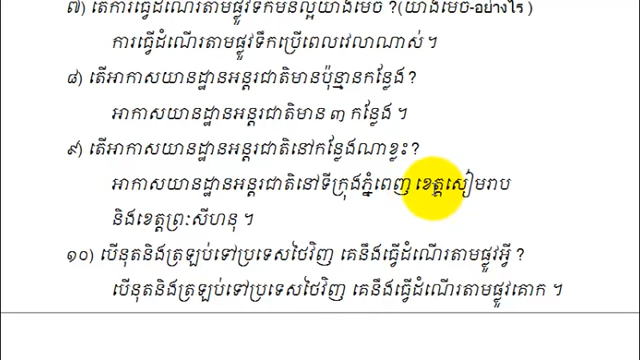 ៧) តើការធ្វើដំណើរតាមផ្លូវទឹកមិនល្អយ៉ាងម៉េច ? (យ៉ាងម៉េច-อย่างไร)
ការធ្វើដំណើរតាមផ្លូវទឹកប្រើពេលវេលាណាស់ ។
៨) តើអាកាសយានដ្ឋានអន្តរជាតិមានប៉ុន្មានកន្លែង ?
អាកាសយានដ្ឋានអន្តរជាតិមាន ៣ កន្លែង ។
៩) តើអាកាសយានដ្ឋានអន្តរជាតិនៅកន្លែងណាខ្លះ ?
អាកាសយានដ្ឋានអន្តរជាតិនៅទីក្រុងភ្នំពេញ ខេត្តសៀមរាប
និងខេត្តព្រះសីហនុ ។
១០) បើនុតនិងត្រឡប់ទៅប្រទេសថៃវិញ គេនឹងធ្វើដំណើរតាមផ្លូវអ្វី ?
បើនុតនិងត្រឡប់ទៅប្រទេសថៃវិញ គេនឹងធ្វើដំណើរតាមផ្លូវគោក ។